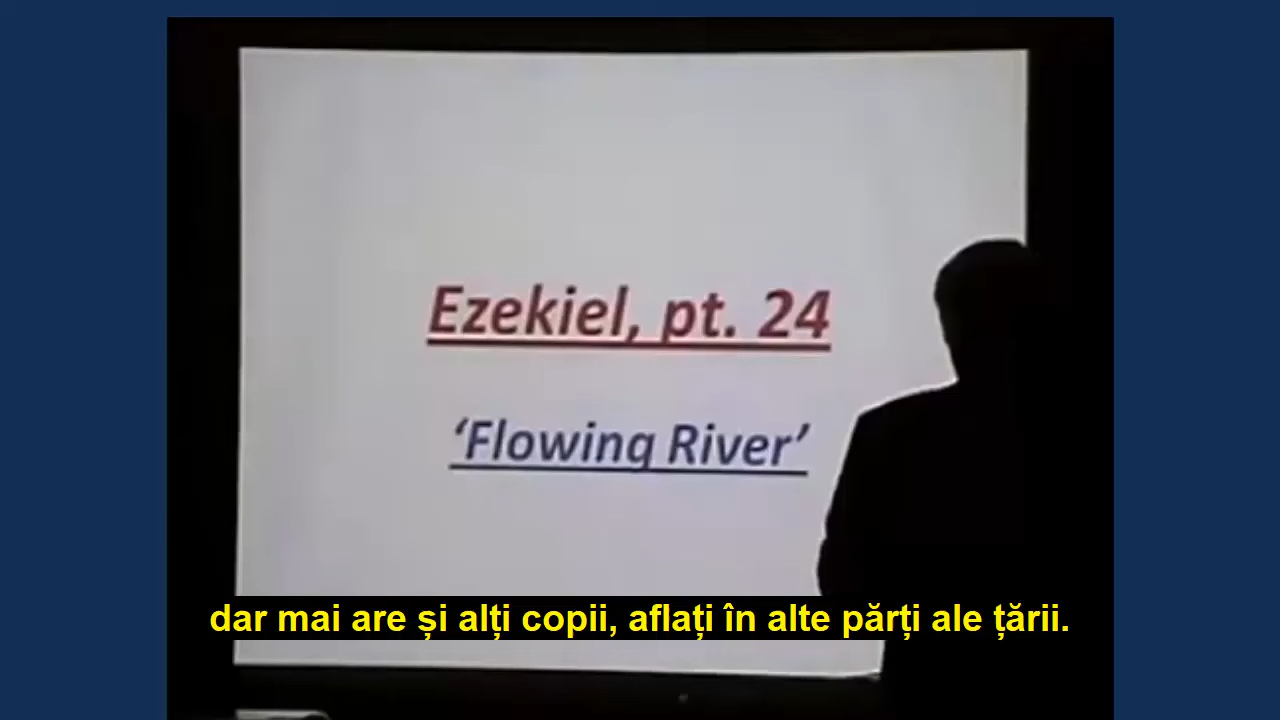 Ezekiel, pt. 24
‘Flowing River’
dar mai are și alți copii, aflați în alte părți ale țării.